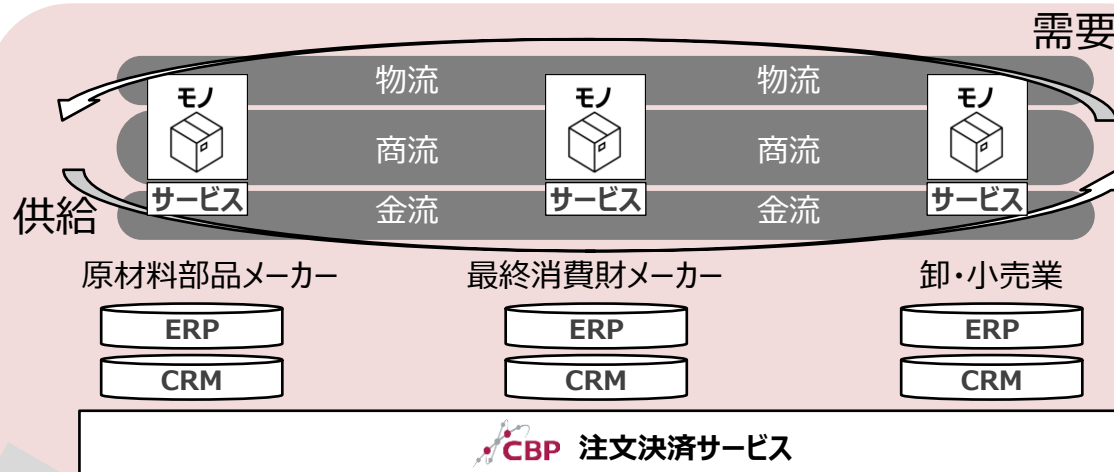 需要
物流 物流
モノ モノ モノ
商流 商流
サービス サービス サービス
供給 金流 金流
原材料部品メーカー 最終消費財メーカー 卸・小売業
ERP ERP ERP
CRM CRM CRM
CBP 注文決済サービス